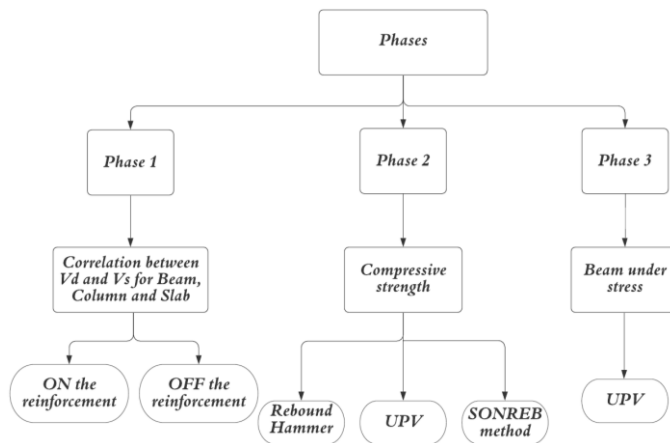 Phases
Phase 1
Phase 2
Phase 3
Correlation between
Vd and Vs for Beam,
Column and Slab
Compressive
strength
Beam under
stress
ON the
reinforcement
OFF the
reinforcement
Rebound
Hammer
UPV
SONREB
method
UPV